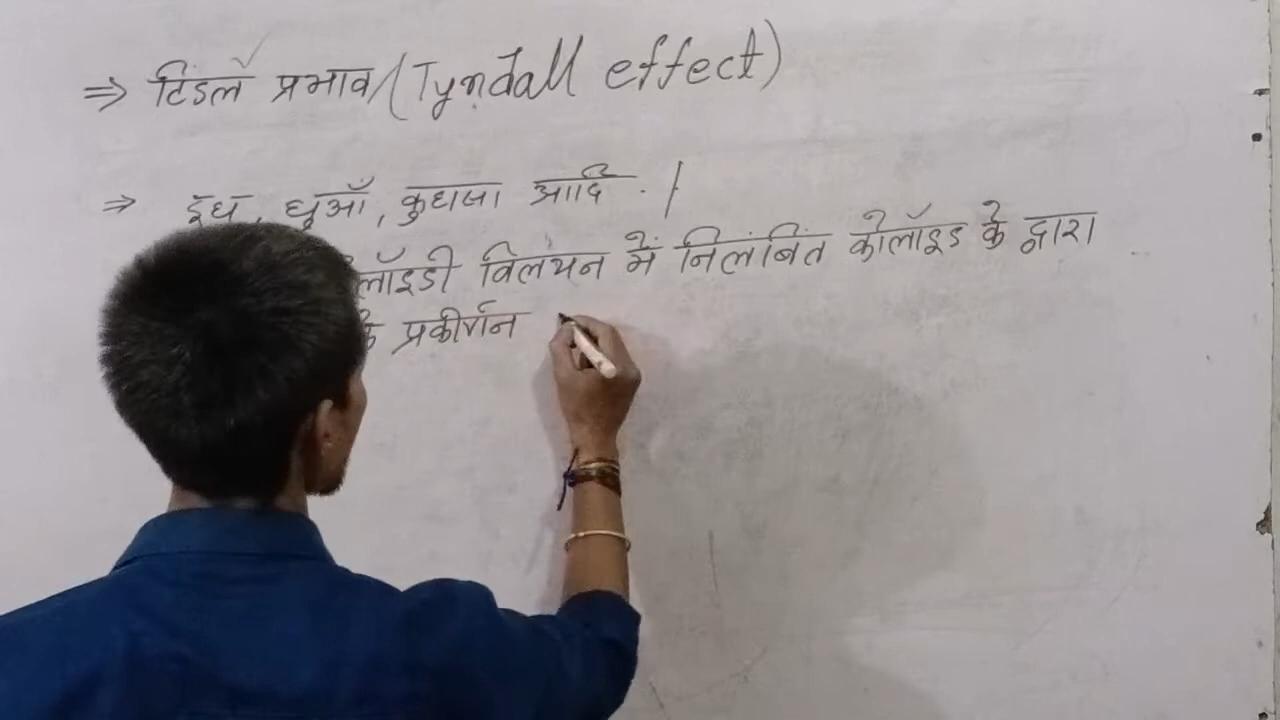 ⇒ टिंडल प्रभाव (Tyndall effect)
⇒ दूध, धुआँ, कुहासा आदि . |
लॉइडी विलयन में निलंबित कोलॉइड के द्वारा
के प्रकीर्णन